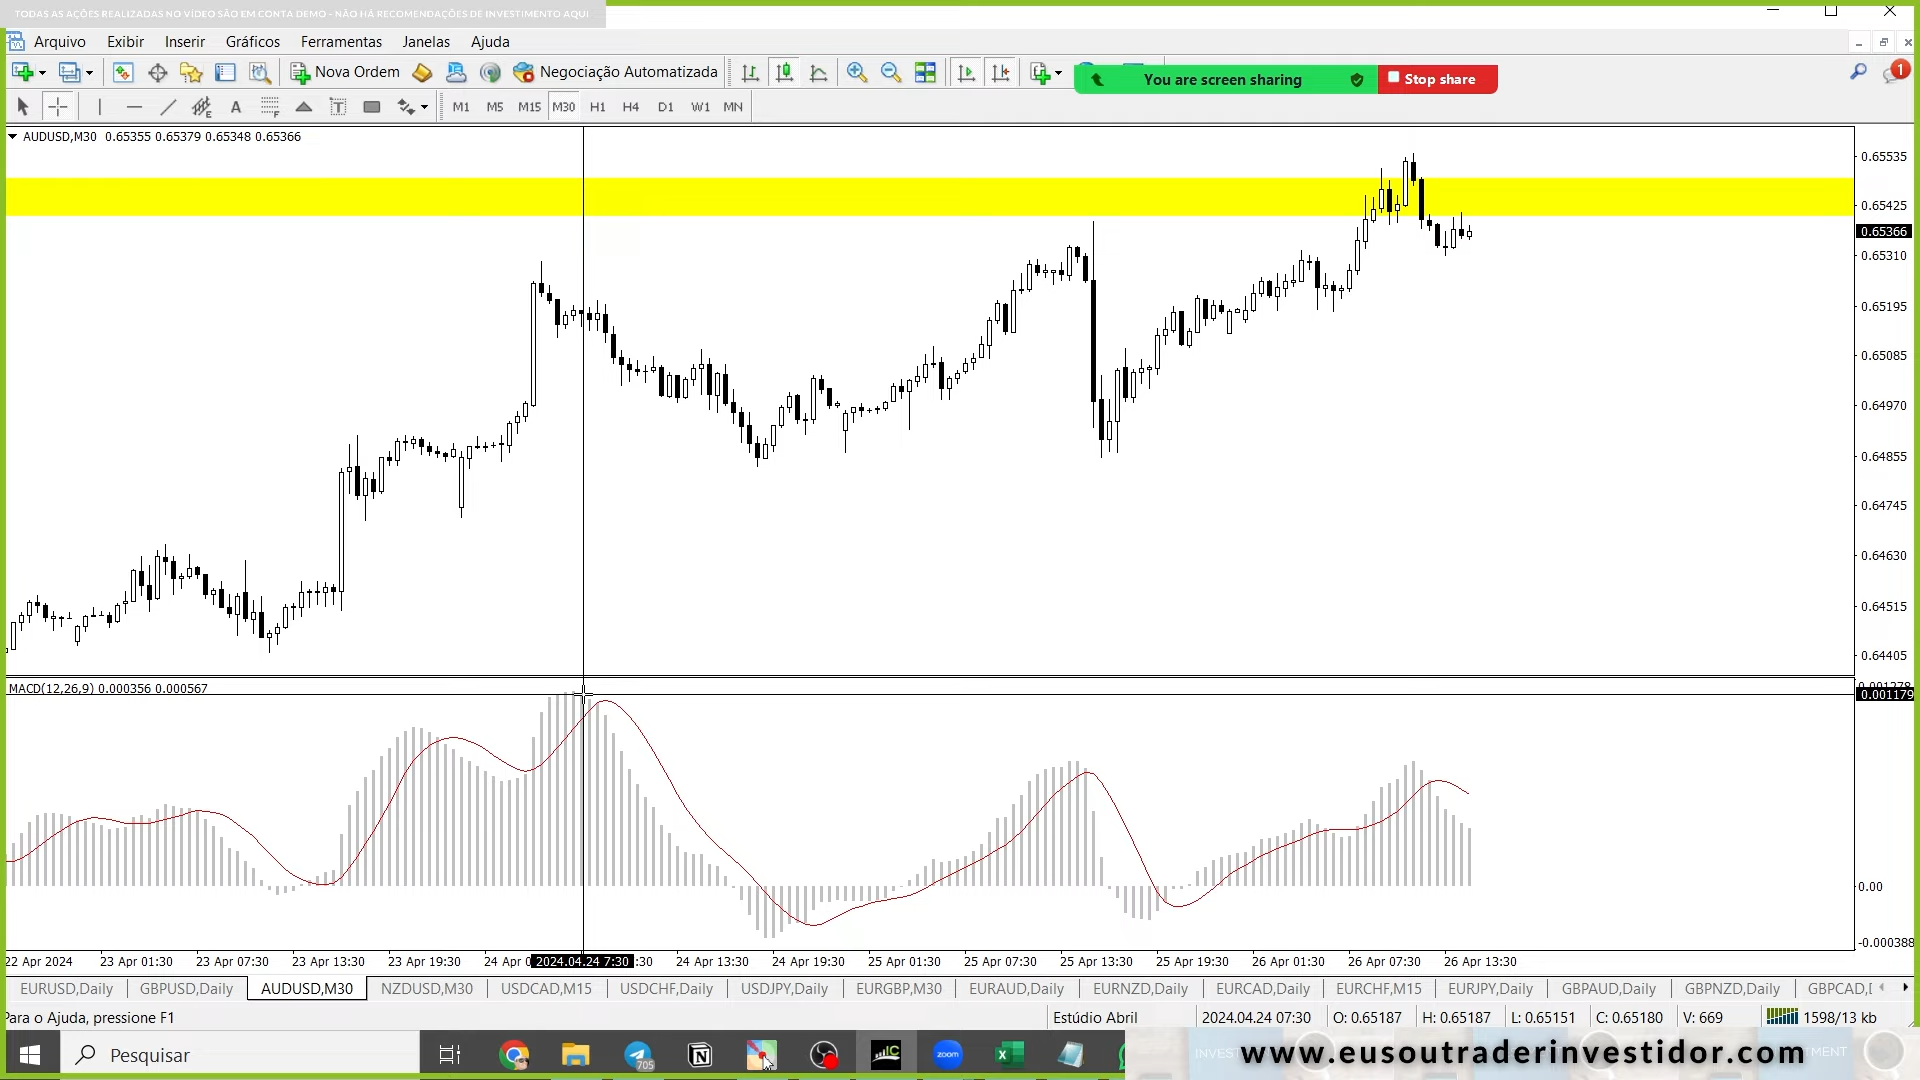 TODAS AS AÇÕES REALIZADAS NO VÍDEO SÃO EM CONTA DEMO - NÃO HÁ RECOMENDAÇÕES DE INVESTIMENTO AQUI
Arquivo Exibir Inserir Gráficos Ferramentas Janelas Ajuda
Nova Ordem Negociação Automatizada
You are screen sharing Stop share
1
A M1 M5 M15 M30 H1 H4 D1 W1 MN
AUDUSD,M30 0.65355 0.65379 0.65348 0.65366
0.65535
0.65425
0.65366
0.65310
0.65195
0.65085
0.64970
0.64855
0.64745
0.64630
0.64515
0.64405
MACD(12,26,9) 0.000356 0.000567
0.001179
0.00
-0.000388
22 Apr 2024 23 Apr 01:30 23 Apr 07:30 23 Apr 13:30 23 Apr 19:30 24 Apr 0 2024.04.24 7:30 :30 24 Apr 13:30 24 Apr 19:30 25 Apr 01:30 25 Apr 07:30 25 Apr 13:30 25 Apr 19:30 26 Apr 01:30 26 Apr 07:30 26 Apr 13:30
EURUSD,Daily GBPUSD,Daily AUDUSD,M30 NZDUSD,M30 USDCAD,M15 USDCHF,Daily USDJPY,Daily EURGBP,M30 EURAUD,Daily EURNZD,Daily EURCAD,Daily EURCHF,M15 EURJPY,Daily GBPAUD,Daily GBPNZD,Daily GBPCAD,
Para o Ajuda, pressione F1 Estúdio Abril 2024.04.24 07:30 O: 0.65187 H: 0.65187 L: 0.65151 C: 0.65180 V: 669 1598/13 kb
Pesquisar 705 zoom www.eusoutraderinvestidor.com